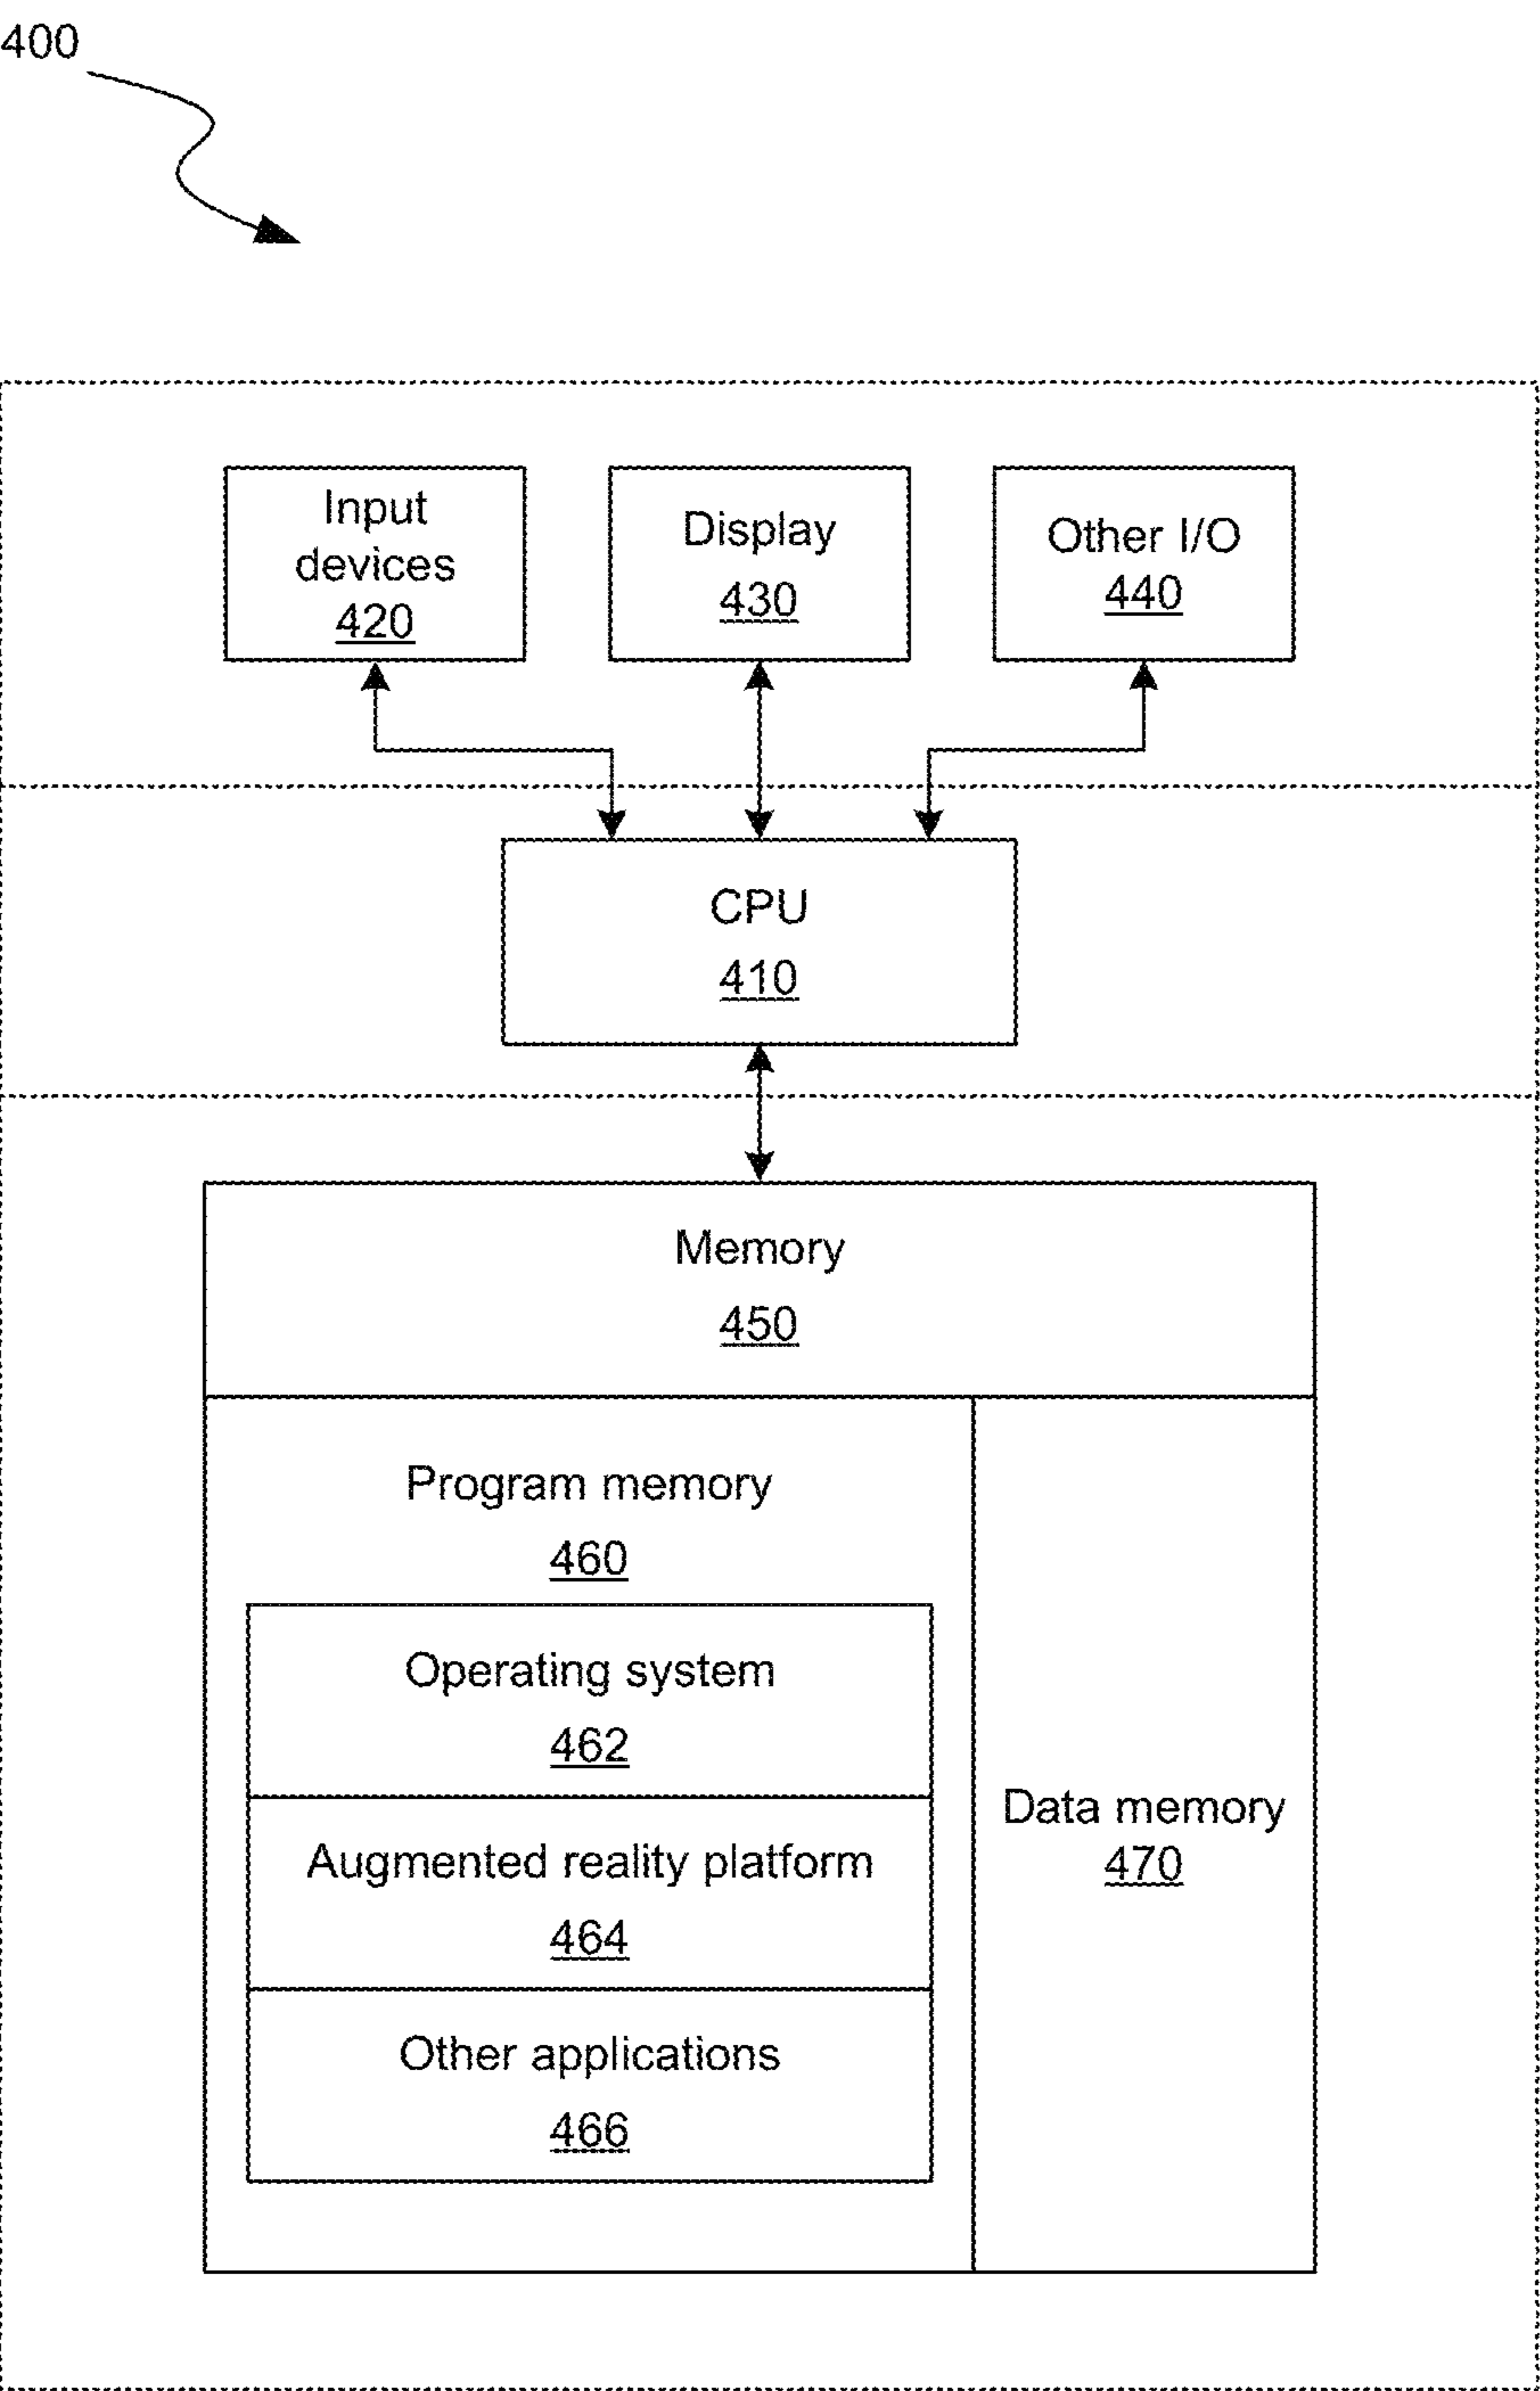 400
Input
devices
420
Display
430
Other I/O
440
CPU
410
Memory
450
Program memory
460
Operating system
462
Augmented reality platform
464
Other applications
466
Data memory
470